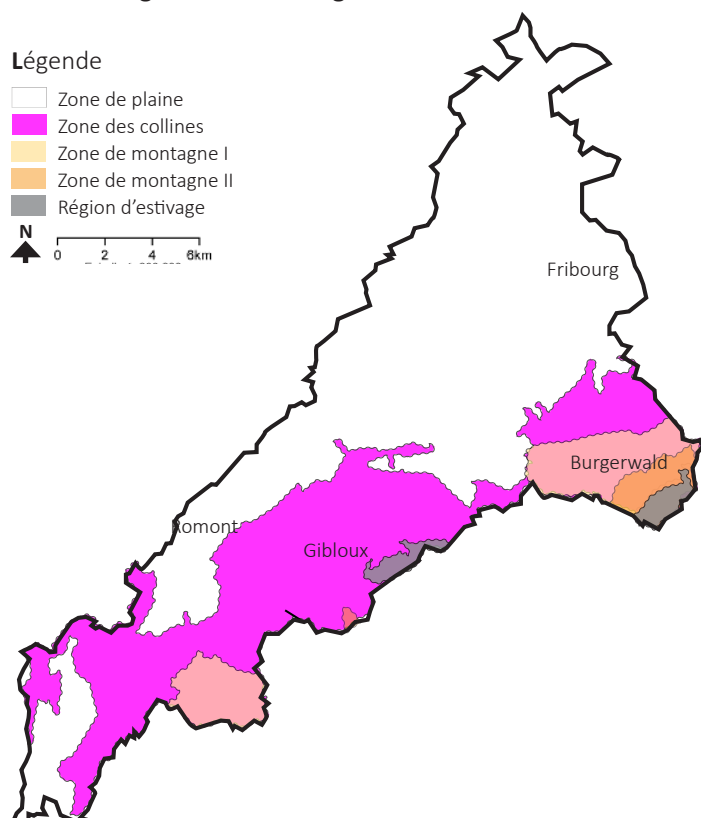 Légende
Zone de plaine
Zone des collines
Zone de montagne I
Zone de montagne II
Région d'estivage
N
0 2 4 6km
Fribourg
Burgerwald
Romont
Gibloux